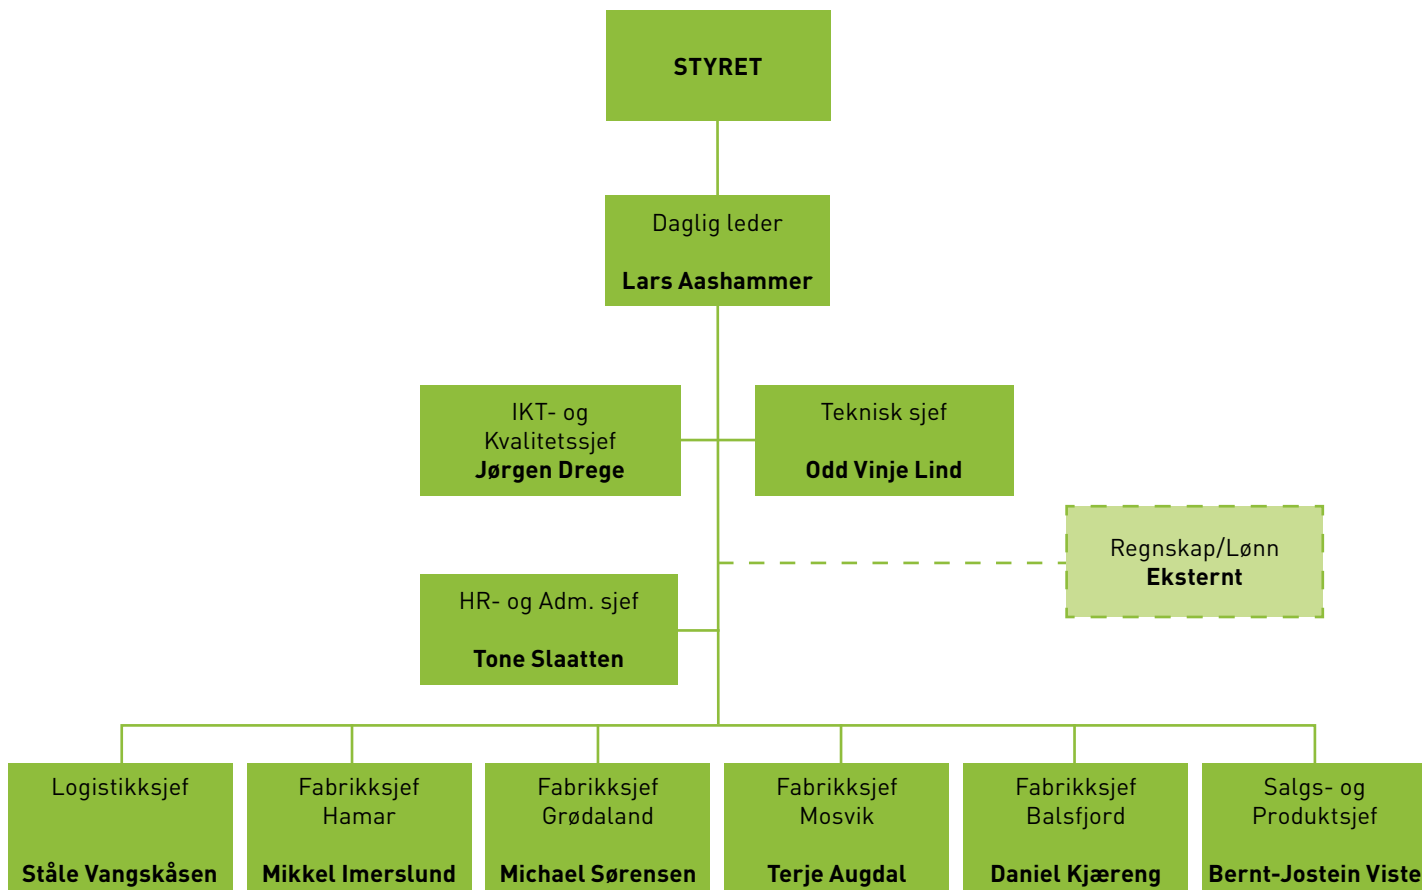 STYRET
Daglig leder
Lars Aashammer
IKT- og
Kvalitetssjef
Jørgen Drege
Teknisk sjef
Odd Vinje Lind
Regnskap/Lønn
Eksternt
HR- og Adm. sjef
Tone Slaatten
Logistikksjef
Ståle Vangskåsen
Fabrikksjef
Hamar
Mikkel Imerslund
Fabrikksjef
Grødaland
Michael Sørensen
Fabrikksjef
Mosvik
Terje Augdal
Fabrikksjef
Balsfjord
Daniel Kjæreng
Salgs- og
Produktsjef
Bernt-Jostein Viste